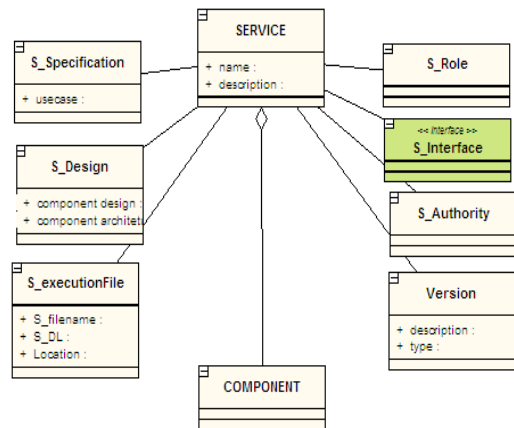 SERVICE
+ name :
+ description :
S_Specification
+ usecase :
S_Role
<< Interface >>
S_Interface
S_Design
+ component design :
+ component architet
S_Authority
S_executionFile
+ S_filename :
+ S_DL :
+ Location :
Version
+ description :
+ type :
COMPONENT